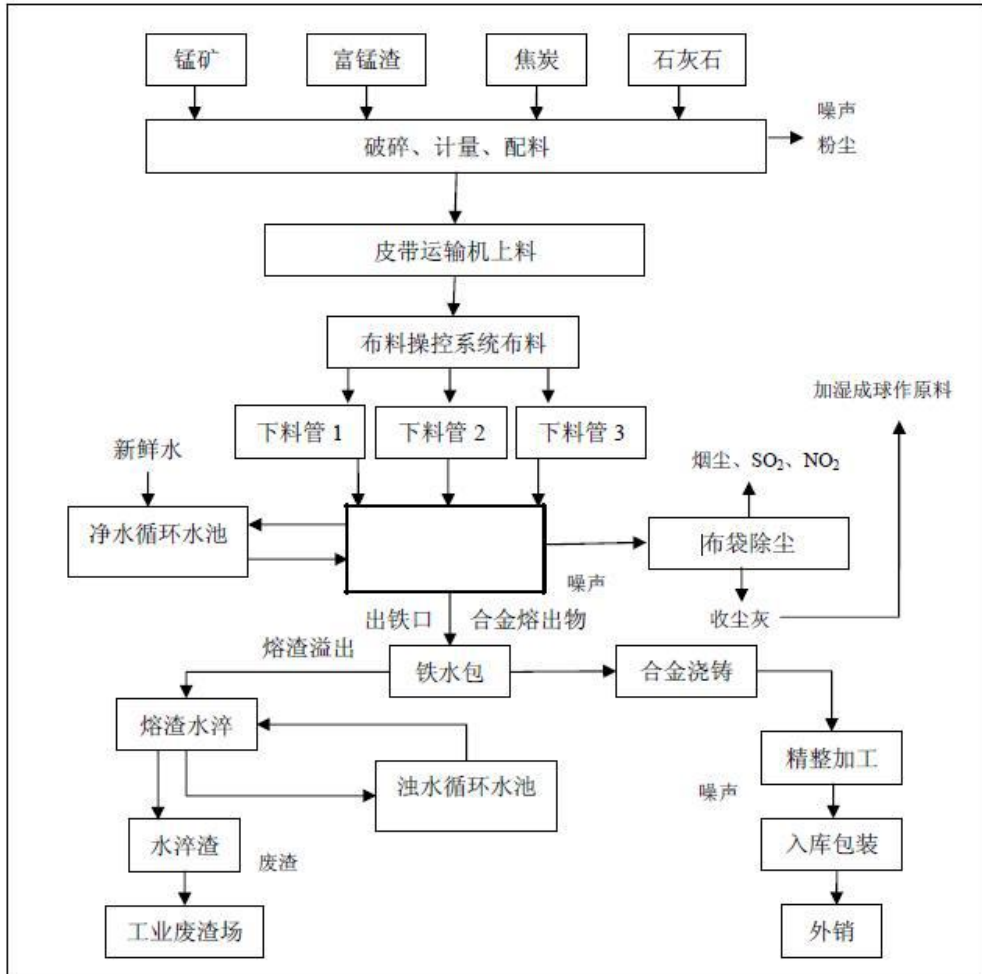 锰矿
富锰渣
焦炭
石灰石
破碎、计量、配料
噪声
粉尘
皮带运输机上料
布料操控系统布料
加湿成球作原料
下料管 1
下料管 2
下料管 3
新鲜水
烟尘、SO₂、NO₂
净水循环水池
布袋除尘
噪声
收尘灰
出铁口
合金熔出物
熔渣溢出
铁水包
合金浇铸
熔渣水淬
精整加工
浊水循环水池
噪声
水淬渣
废渣
入库包装
工业废渣场
外销